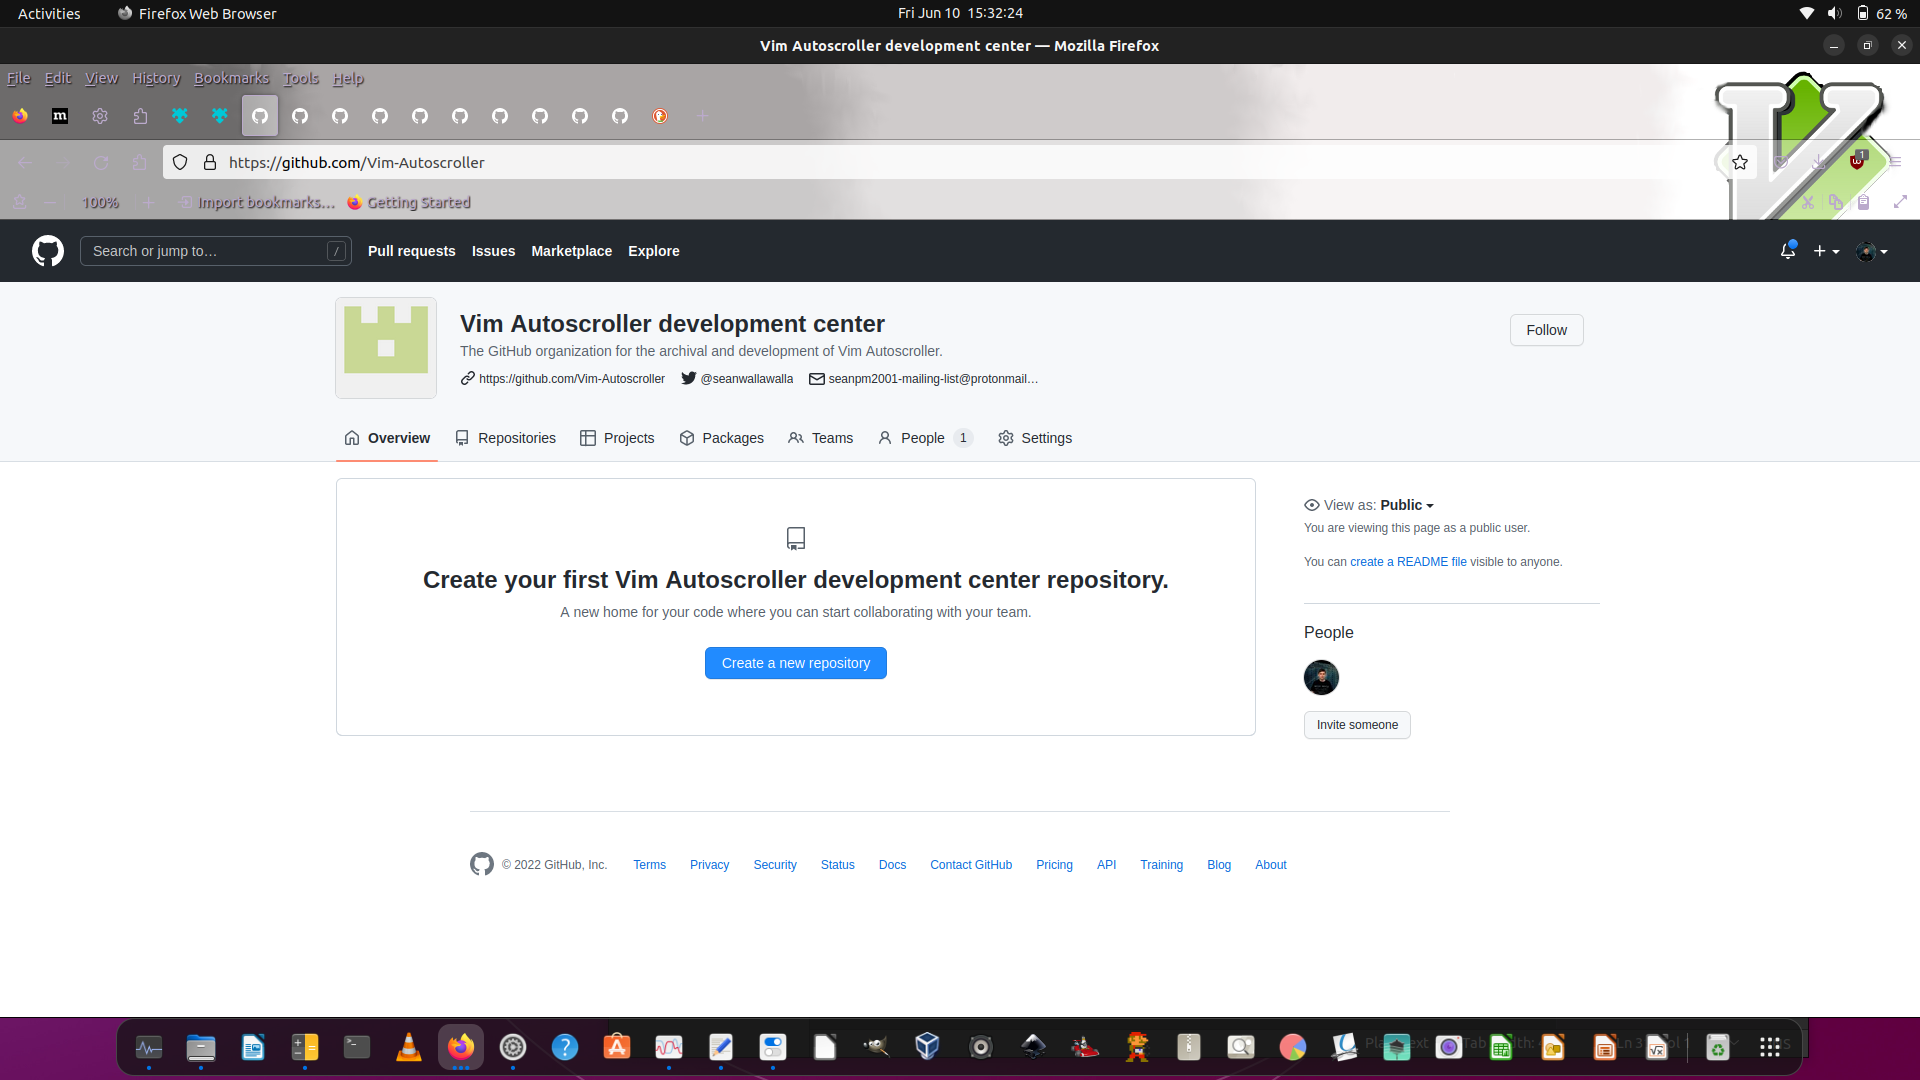 Activities Firefox Web Browser Fri Jun 10 15:32:24 62 %
Vim Autoscroller development center — Mozilla Firefox
File Edit View History Bookmarks Tools Help
m
https://github.com/Vim-Autoscroller 1
100% Import bookmarks... Getting Started
Search or jump to... / Pull requests Issues Marketplace Explore
Vim Autoscroller development center
Follow
The GitHub organization for the archival and development of Vim Autoscroller.
https://github.com/Vim-Autoscroller @seanwallawalla seanpm2001-mailing-list@protonmail...
Overview Repositories Projects Packages Teams People 1 Settings
View as: Public
You are viewing this page as a public user.
You can create a README file visible to anyone.
Create your first Vim Autoscroller development center repository.
A new home for your code where you can start collaborating with your team.
Create a new repository
People
Invite someone
© 2022 GitHub, Inc. Terms Privacy Security Status Docs Contact GitHub Pricing API Training Blog About